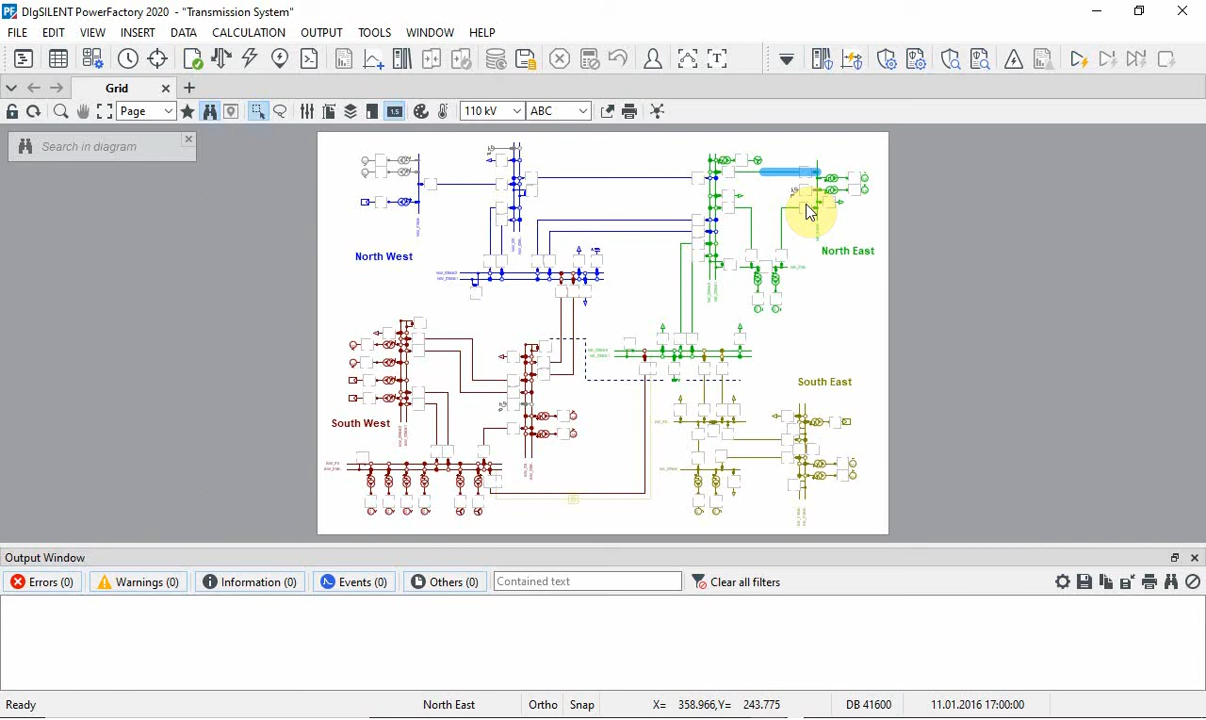 DIgSILENT PowerFactory 2020 - "Transmission System"
FILE EDIT VIEW INSERT DATA CALCULATION OUTPUT TOOLS WINDOW HELP
Grid
Page 1.5 110 kV ABC
Search in diagram
North West
North East
South East
South West
Output Window
Errors (0) Warnings (0) Information (0) Events (0) Others (0) Contained text Clear all filters
Ready North East Ortho Snap X= 358.966,Y= 243.775 DB 41600 11.01.2016 17:00:00